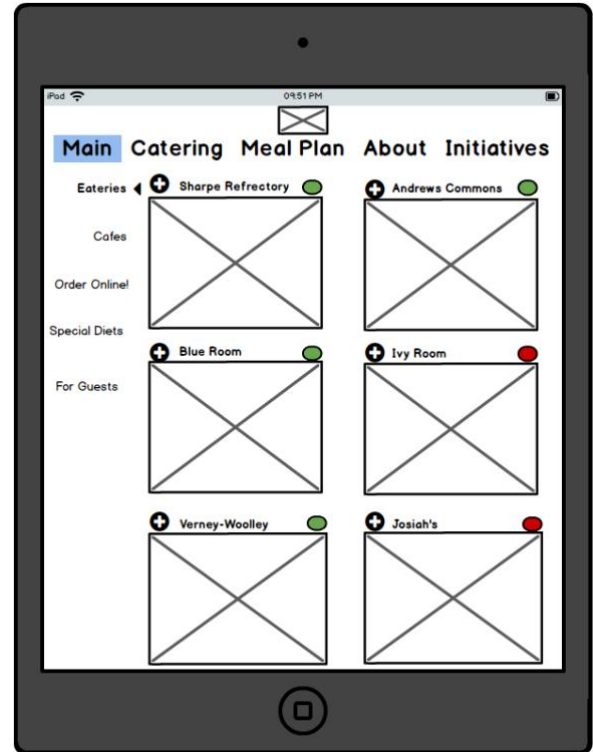 iPad 09:51 PM
Main Catering Meal Plan About Initiatives
Eateries
Sharpe Refrectory
Andrews Commons
Cafes
Order Online!
Special Diets
For Guests
Blue Room
Ivy Room
Verney-Woolley
Josiah's